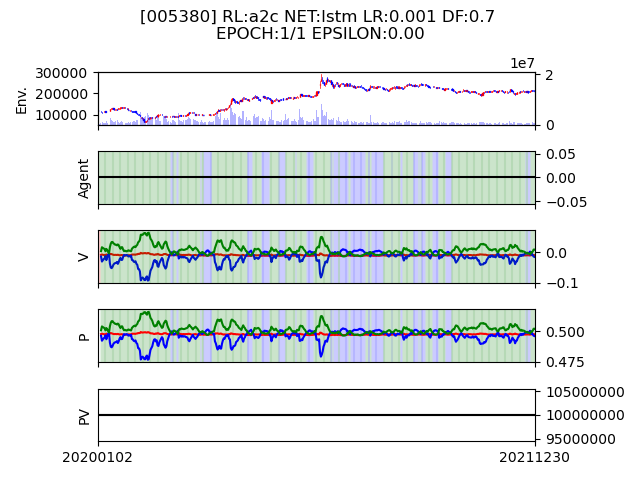 [005380] RL:a2c NET:lstm LR:0.001 DF:0.7
EPOCH:1/1 EPSILON:0.00
1e7
300000
200000
100000
Env.
2
0
Agent
0.05
0.00
−0.05
V
0.0
−0.1
P
0.500
0.475
PV
105000000
100000000
95000000
20200102
20211230